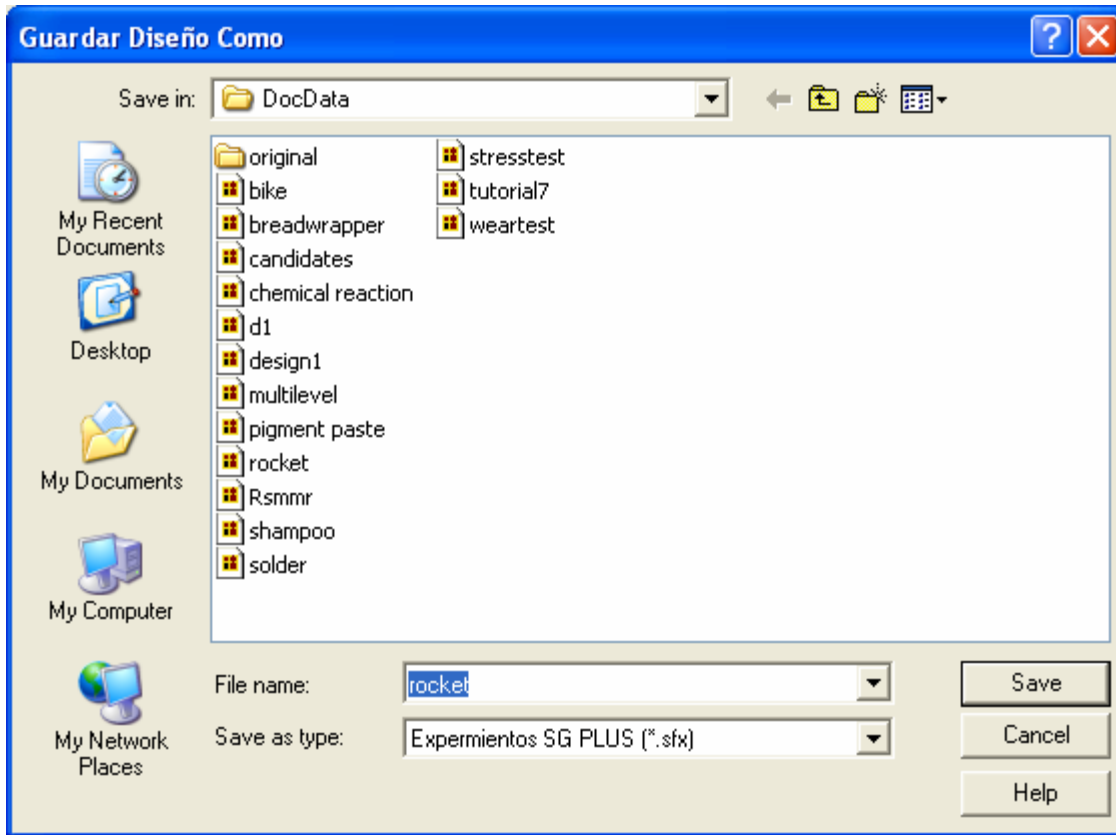 Guardar Diseño Como
Save in:
DocData
My Recent
Documents
Desktop
My Documents
My Computer
My Network
Places
original
bike
breadwrapper
candidates
chemical reaction
d1
design1
multilevel
pigment paste
rocket
Rsmmr
shampoo
solder
stresstest
tutorial7
weartest
File name:
rocket
Save
Save as type:
Expermientos SG PLUS (*.sfx)
Cancel
Help